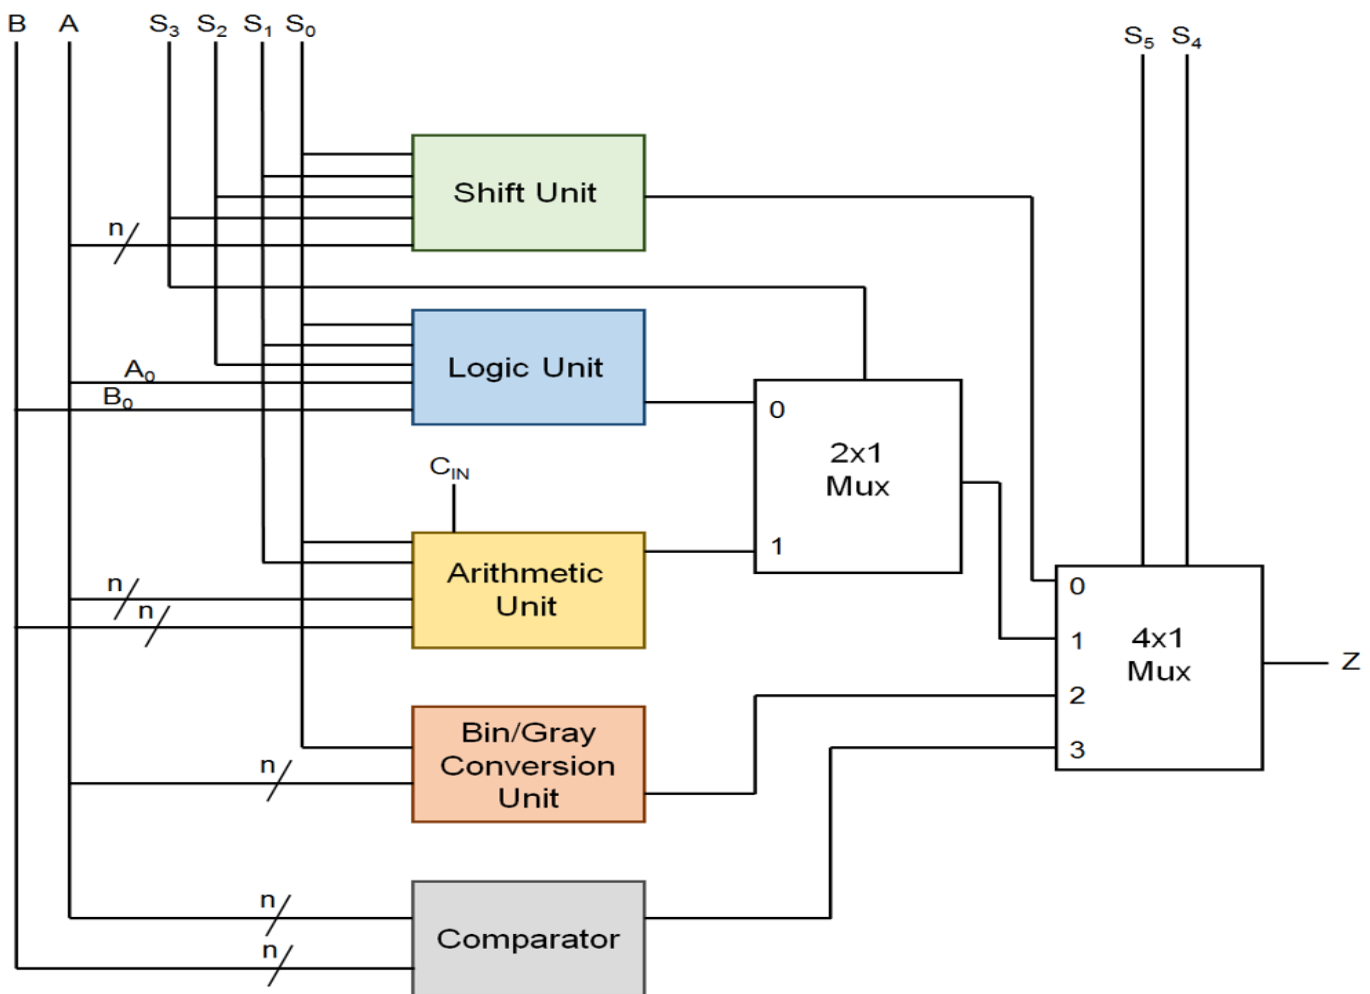 B A S₃ S₂ S₁ S₀
S₅ S₄
Shift Unit
n
Logic Unit
A₀
B₀
0
2x1
Mux
1
C_IN
Arithmetic
Unit
n
n
0
1
2
3
4x1
Mux
Z
Bin/Gray
Conversion
Unit
n
n
Comparator
n